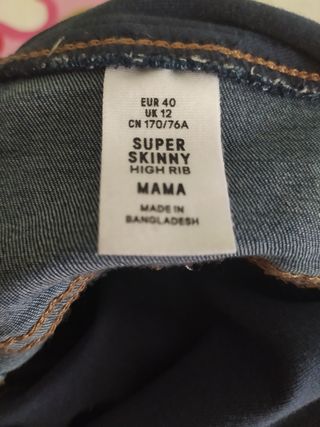 EUR 40
UK 12
CN 170/76A
SUPER
SKINNY
HIGH RIB
MAMA
MADE IN
BANGLADESH